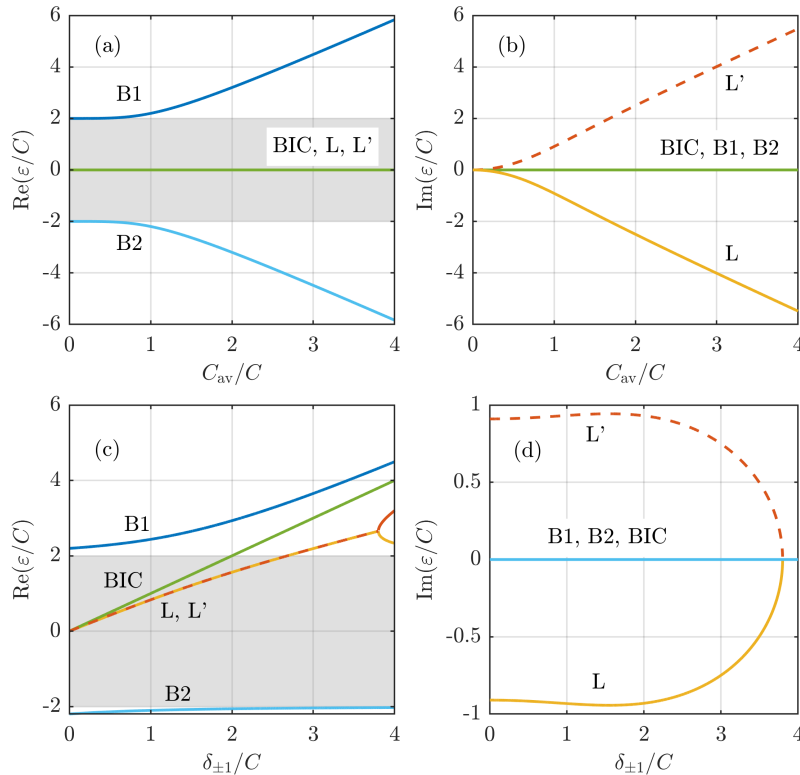 (a)
B1
BIC, L, L'
B2
Re(ε/C)
6
4
2
0
-2
-4
-6
0
1
2
3
4
C_av/C
(b)
L'
BIC, B1, B2
L
Im(ε/C)
6
4
2
0
-2
-4
-6
0
1
2
3
4
C_av/C
(c)
B1
BIC
L, L'
B2
Re(ε/C)
6
4
2
0
-2
0
1
2
3
4
δ_±1/C
(d)
L'
B1, B2, BIC
L
Im(ε/C)
1
0.5
0
-0.5
-1
0
1
2
3
4
δ_±1/C